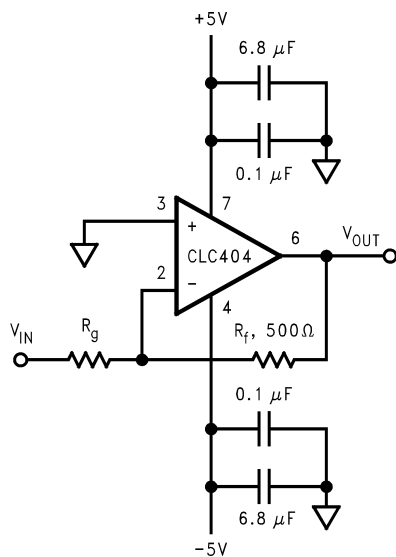 +5V
6.8 μF
0.1 μF
3
7
+
CLC404
6
V_OUT
2
−
4
V_IN
R_g
R_f, 500Ω
0.1 μF
6.8 μF
−5V